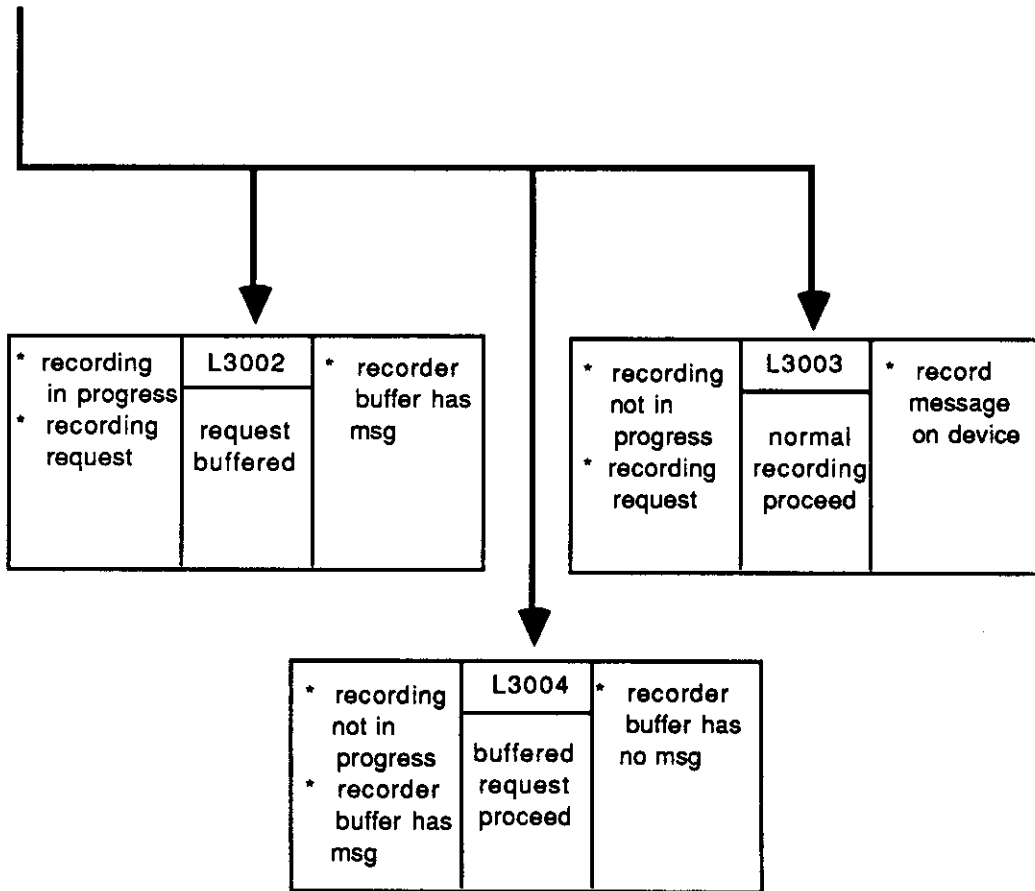 * recording
in progress
* recording
request
L3002
request
buffered
* recorder
buffer has
msg
* recording
not in
progress
* recording
request
L3003
normal
recording
proceed
* record
message
on device
* recording
not in
progress
* recorder
buffer has
msg
L3004
buffered
request
proceed
* recorder
buffer has
no msg